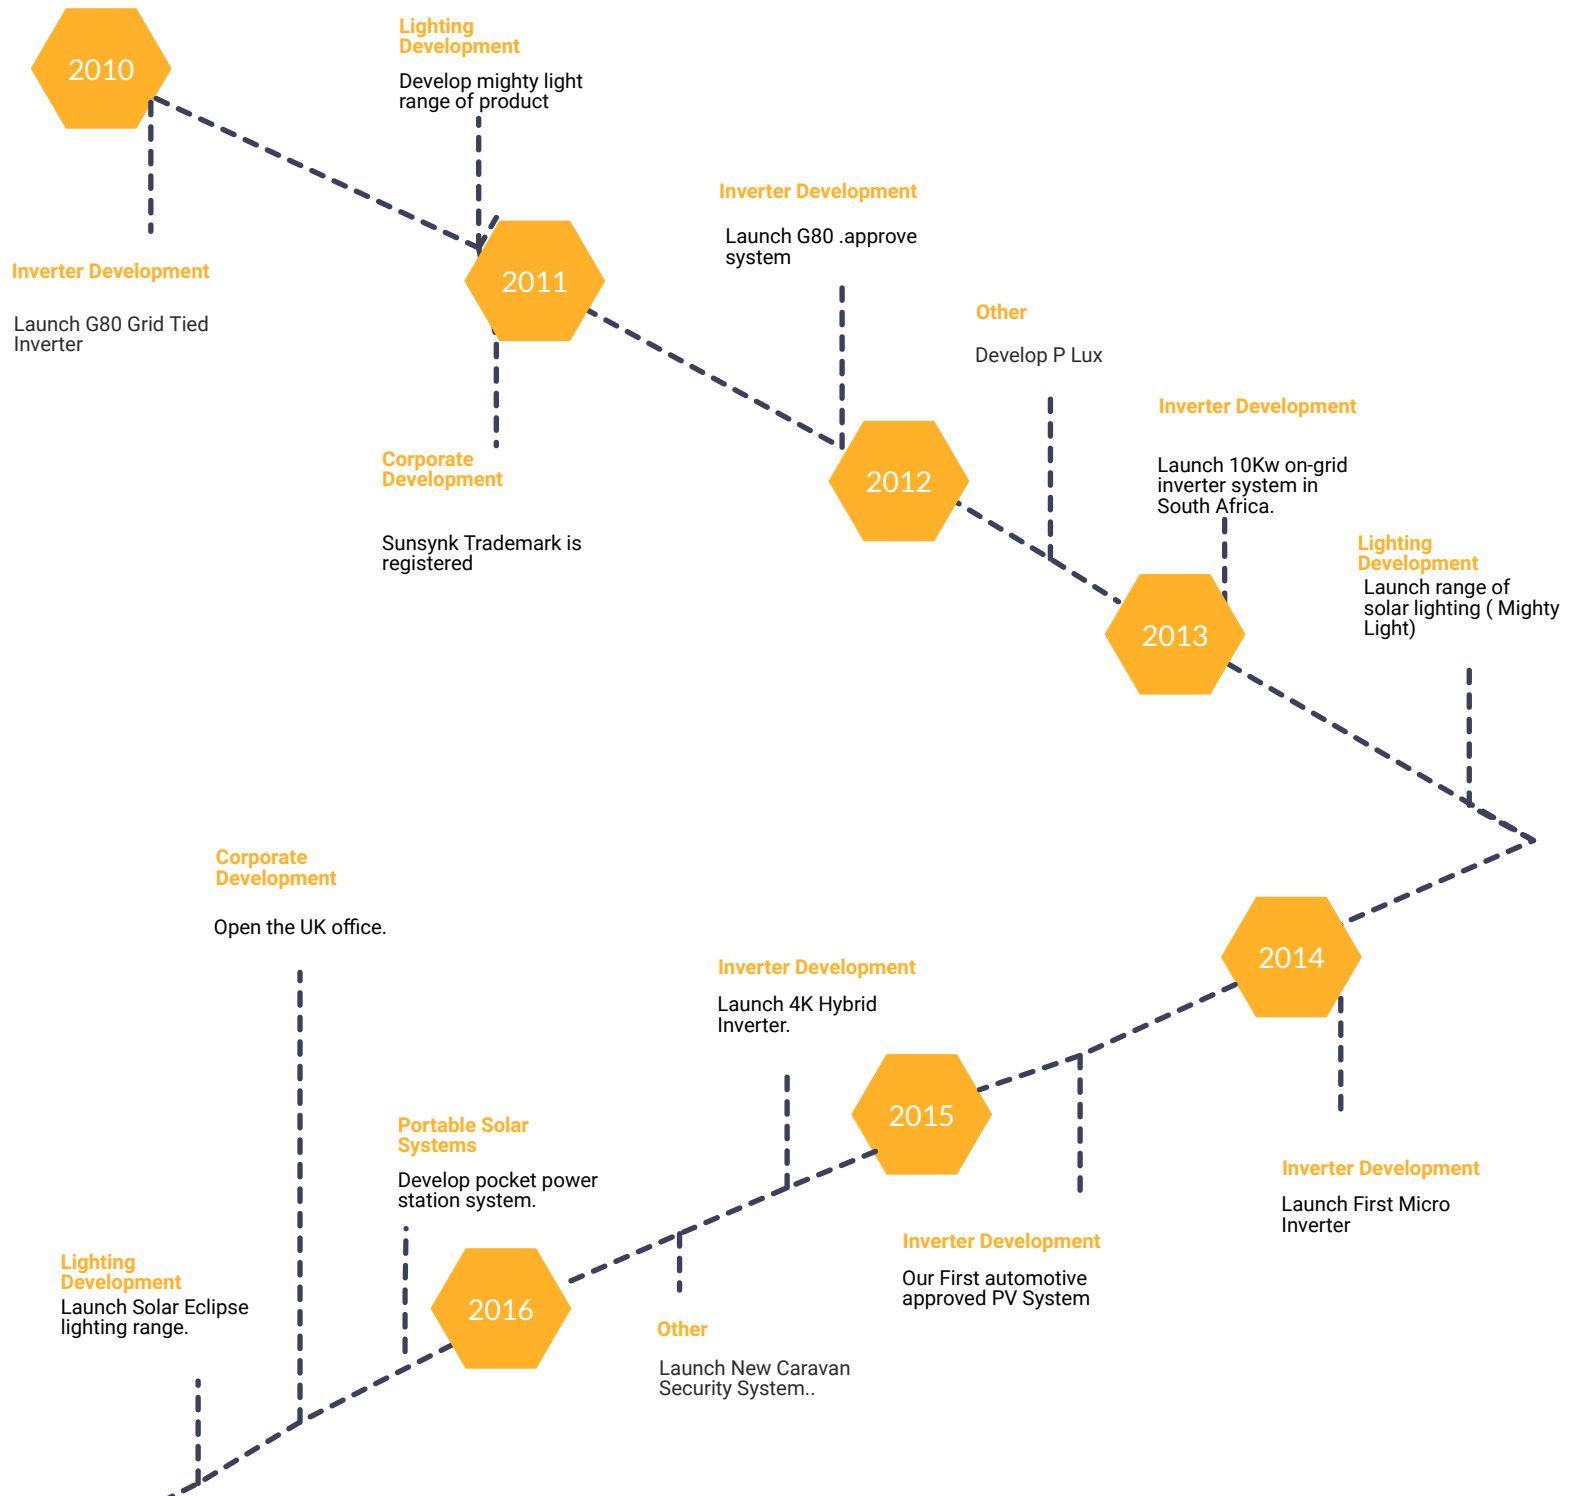 2010
Inverter Development
Launch G80 Grid Tied
Inverter
Lighting
Development
Develop mighty light
range of product
2011
Corporate
Development
Sunsynk Trademark is
registered
Inverter Development
Launch G80 .approve
system
2012
Other
Develop P Lux
Inverter Development
Launch 10Kw on-grid
inverter system in
South Africa.
2013
Lighting
Development
Launch range of
solar lighting ( Mighty
Light)
2014
Inverter Development
Launch First Micro
Inverter
Inverter Development
Our First automotive
approved PV System
2015
Inverter Development
Launch 4K Hybrid
Inverter.
Other
Launch New Caravan
Security System..
2016
Portable Solar
Systems
Develop pocket power
station system.
Corporate
Development
Open the UK office.
Lighting
Development
Launch Solar Eclipse
lighting range.